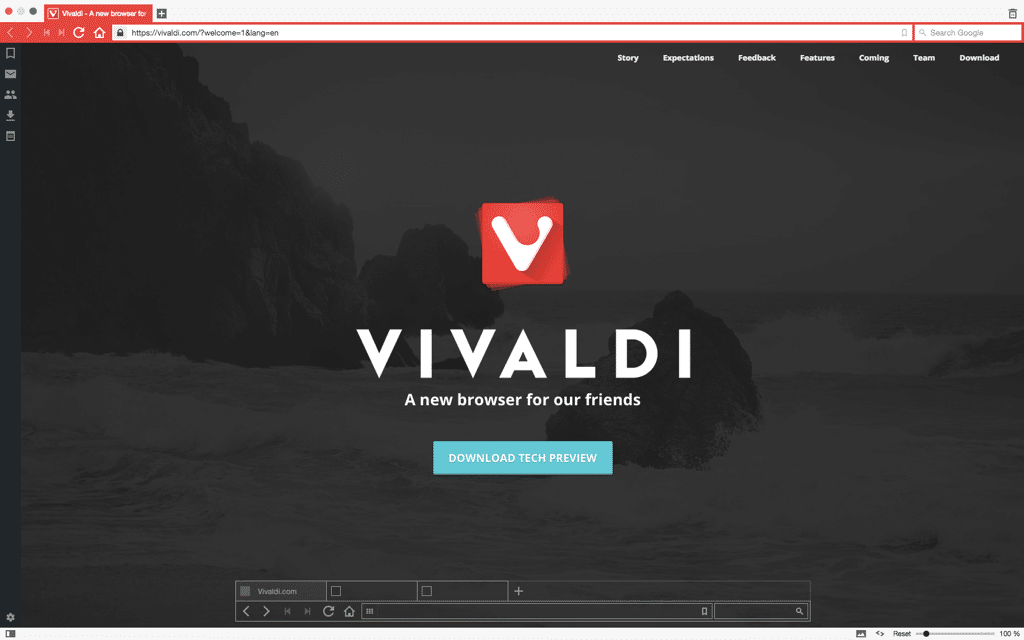 Vivaldi - A new browser for
https://vivaldi.com/?welcome=1&lang=en
Search Google
Story Expectations Feedback Features Coming Team Download
VIVALDI
A new browser for our friends
DOWNLOAD TECH PREVIEW
Vivaldi.com
Reset 100 %